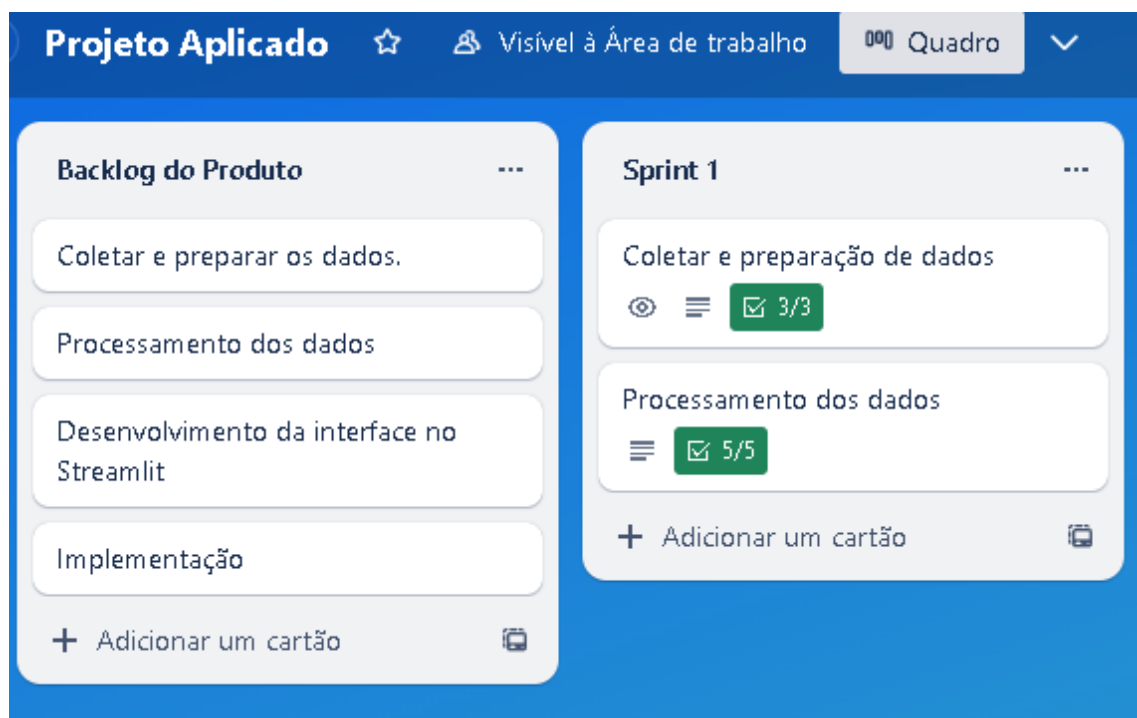 Projeto Aplicado
Visível à Área de trabalho
Quadro
Backlog do Produto
Coletar e preparar os dados.
Processamento dos dados
Desenvolvimento da interface no
Streamlit
Implementação
+ Adicionar um cartão
Sprint 1
Coletar e preparação de dados
3/3
Processamento dos dados
5/5
+ Adicionar um cartão